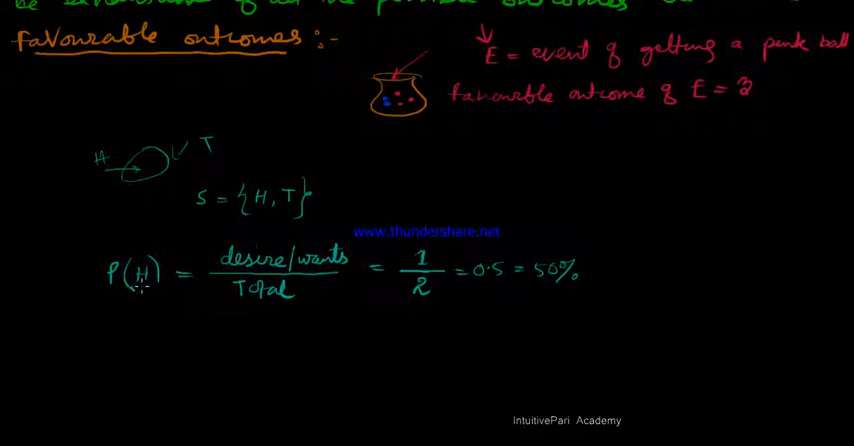 favourable outcomes :-
E = event of getting a pink ball
favourable outcome of E = 3
H T
S = {H, T}
www.thundershare.net
P(H) = desire/wants / Total = 1/2 = 0.5 = 50%
IntuitivePari Academy